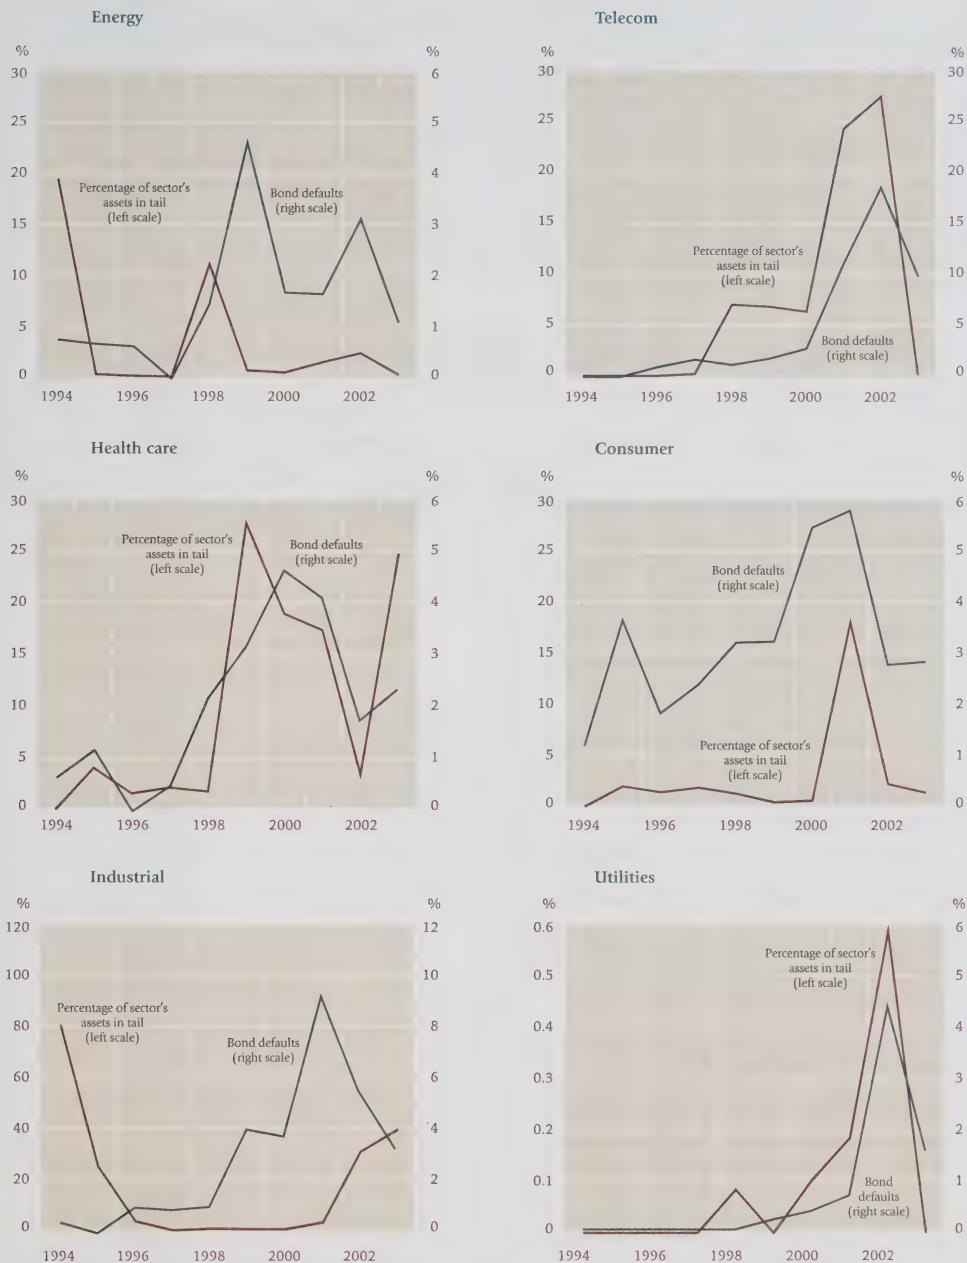 Energy
% %
30 6
25 5
20 4
Percentage of sector's
assets in tail
(left scale)
Bond defaults
(right scale)
15 3
10 2
5 1
0 0
1994 1996 1998 2000 2002
Telecom
% %
30 30
25 25
20 20
15 15
Percentage of sector's
assets in tail
(left scale)
10 10
5 5
Bond defaults
(right scale)
0 0
1994 1996 1998 2000 2002
Health care
% %
30 6
Percentage of sector's
assets in tail
(left scale)
Bond defaults
(right scale)
25 5
20 4
15 3
10 2
5 1
0 0
1994 1996 1998 2000 2002
Consumer
% %
30 6
25 5
Bond defaults
(right scale)
20 4
15 3
10 2
Percentage of sector's
assets in tail
(left scale)
5 1
0 0
1994 1996 1998 2000 2002
Industrial
% %
120 12
100 10
Percentage of sector's
assets in tail
(left scale)
80 8
Bond defaults
(right scale)
60 6
40 4
20 2
0 0
1994 1996 1998 2000 2002
Utilities
% %
0.6 6
Percentage of sector's
assets in tail
(left scale)
0.5 5
0.4 4
0.3 3
0.2 2
0.1 1
Bond
defaults
(right scale)
0 0
1994 1996 1998 2000 2002